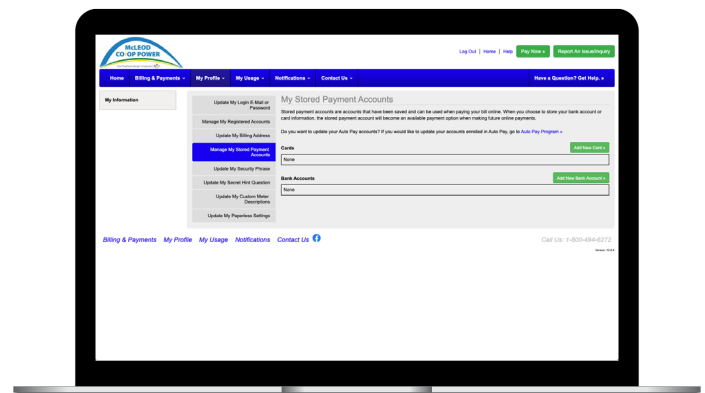 McLEOD
CO-OP POWER
Log Out | Home | Help Pay Now » Report An Issue/Inquiry
Home Billing & Payments My Profile My Usage Notifications Contact Us Have a Question? Get Help. »
My Information
Update My Login E-Mail or
Password
Manage My Registered Accounts
Update My Billing Address
Manage My Stored Payment
Accounts
Update My Security Phrase
Update My Secret Hint Question
Update My Custom Meter
Descriptions
Update My Paperless Settings
My Stored Payment Accounts
Stored payment accounts are accounts that have been saved and can be used when paying your bill online. When you choose to store your bank account or
card information, the stored payment account will become an available payment option when making future online payments.
Do you want to update your Auto Pay accounts? If you would like to update your accounts enrolled in Auto Pay, go to Auto Pay Program »
Cards Add New Card »
None
Bank Accounts Add New Bank Account »
None
Billing & Payments My Profile My Usage Notifications Contact Us
Call Us: 1-800-494-6272